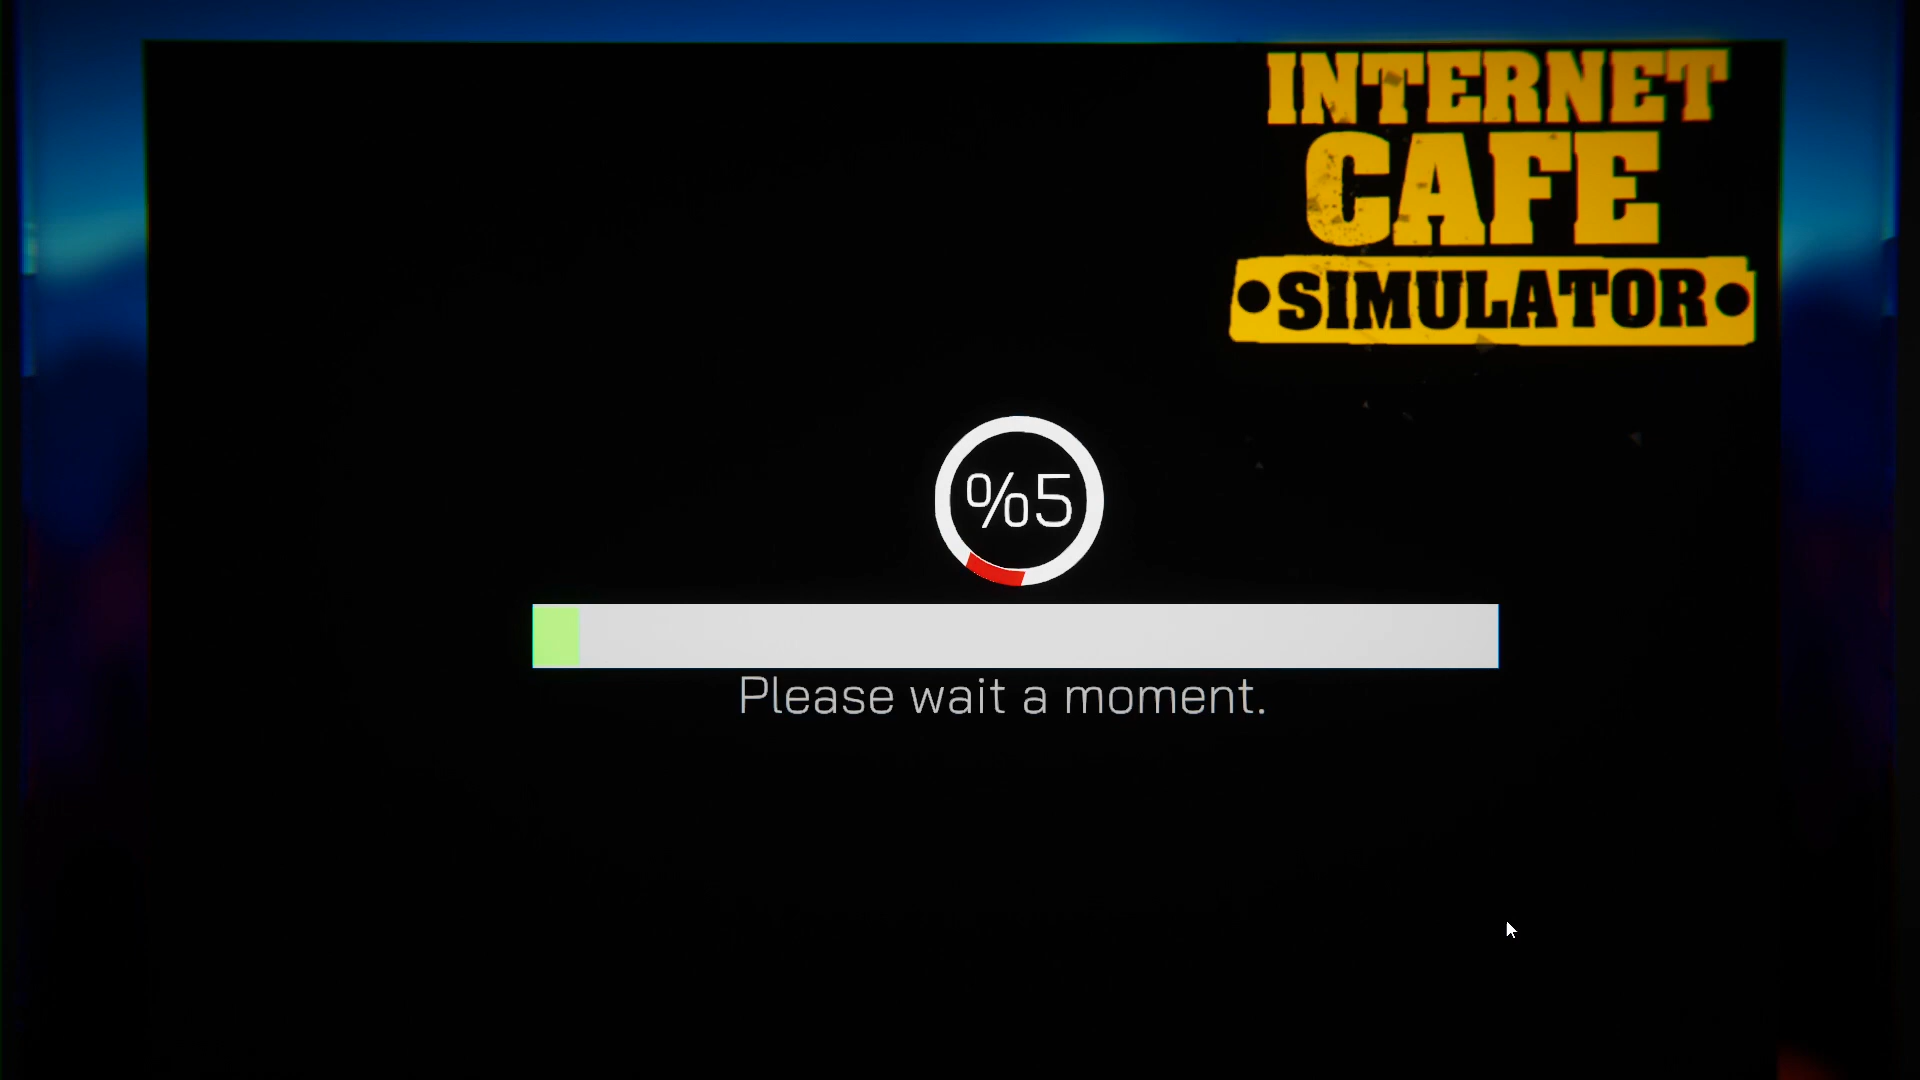 INTERNET
CAFE
SIMULATOR
%5
Please wait a moment.